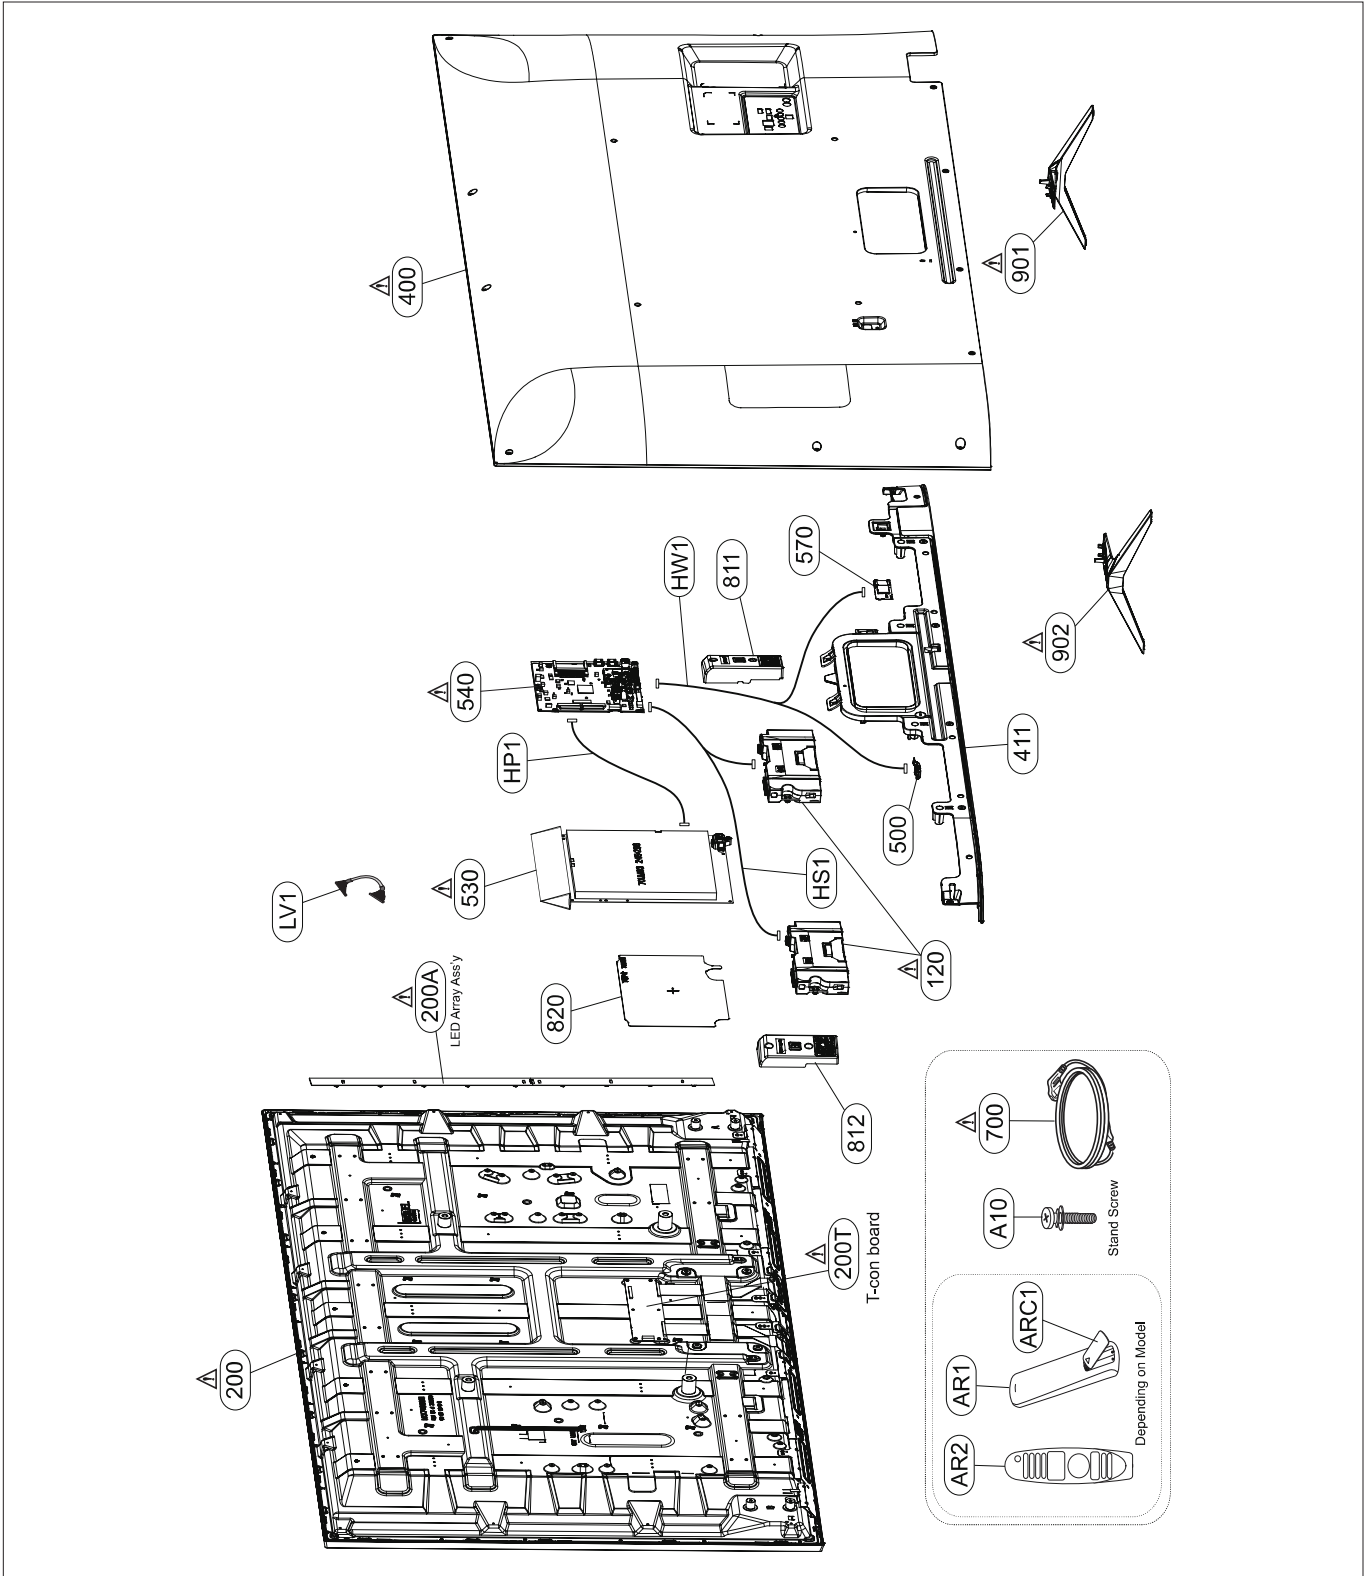 400
901
570
HW1
811
902
540
HP1
411
500
530
HS1
LV1
120
200A
LED Array Ass'y
820
812
700
A10
Stand Screw
200T
T-con board
200
ARC1
AR1
AR2
Depending on Model